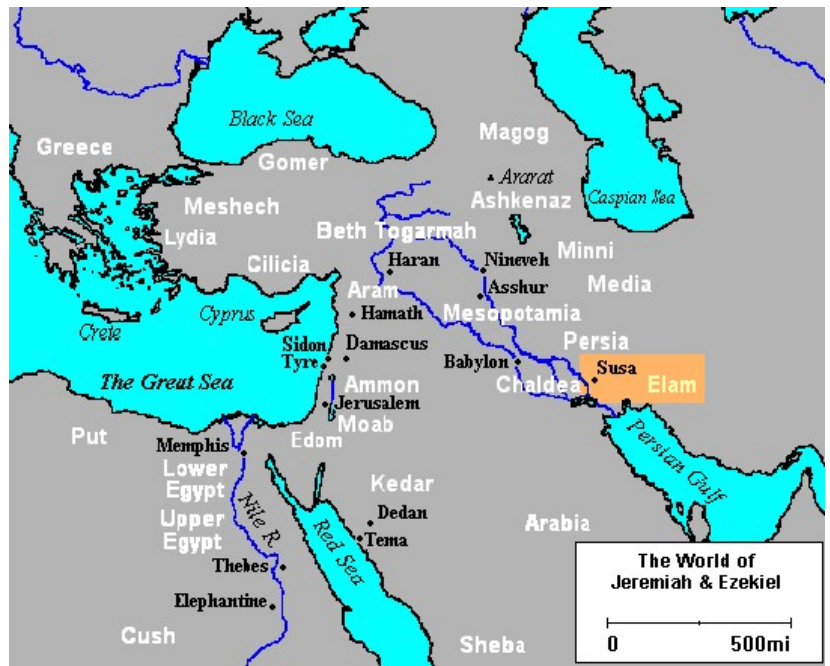 Black Sea
Magog
Greece
Gomer
Ararat
Ashkenaz
Caspian Sea
Meshech
Lydia
Beth Togarmah
Minni
Cilicia
Haran
Nineveh
Media
Aram
Asshur
Crete
Cyprus
Hamath
Mesopotamia
Persia
Sidon
Tyre
Damascus
Babylon
Susa
The Great Sea
Ammon
Chaldea
Elam
Jerusalem
Moab
Put
Edom
Memphis
Lower
Egypt
Persian Gulf
Kedar
Nile R.
Upper
Egypt
Dedan
Arabia
Red Sea
Tema
Thebes
The World of
Jeremiah & Ezekiel
Elephantine
Cush
Sheba
0 500mi